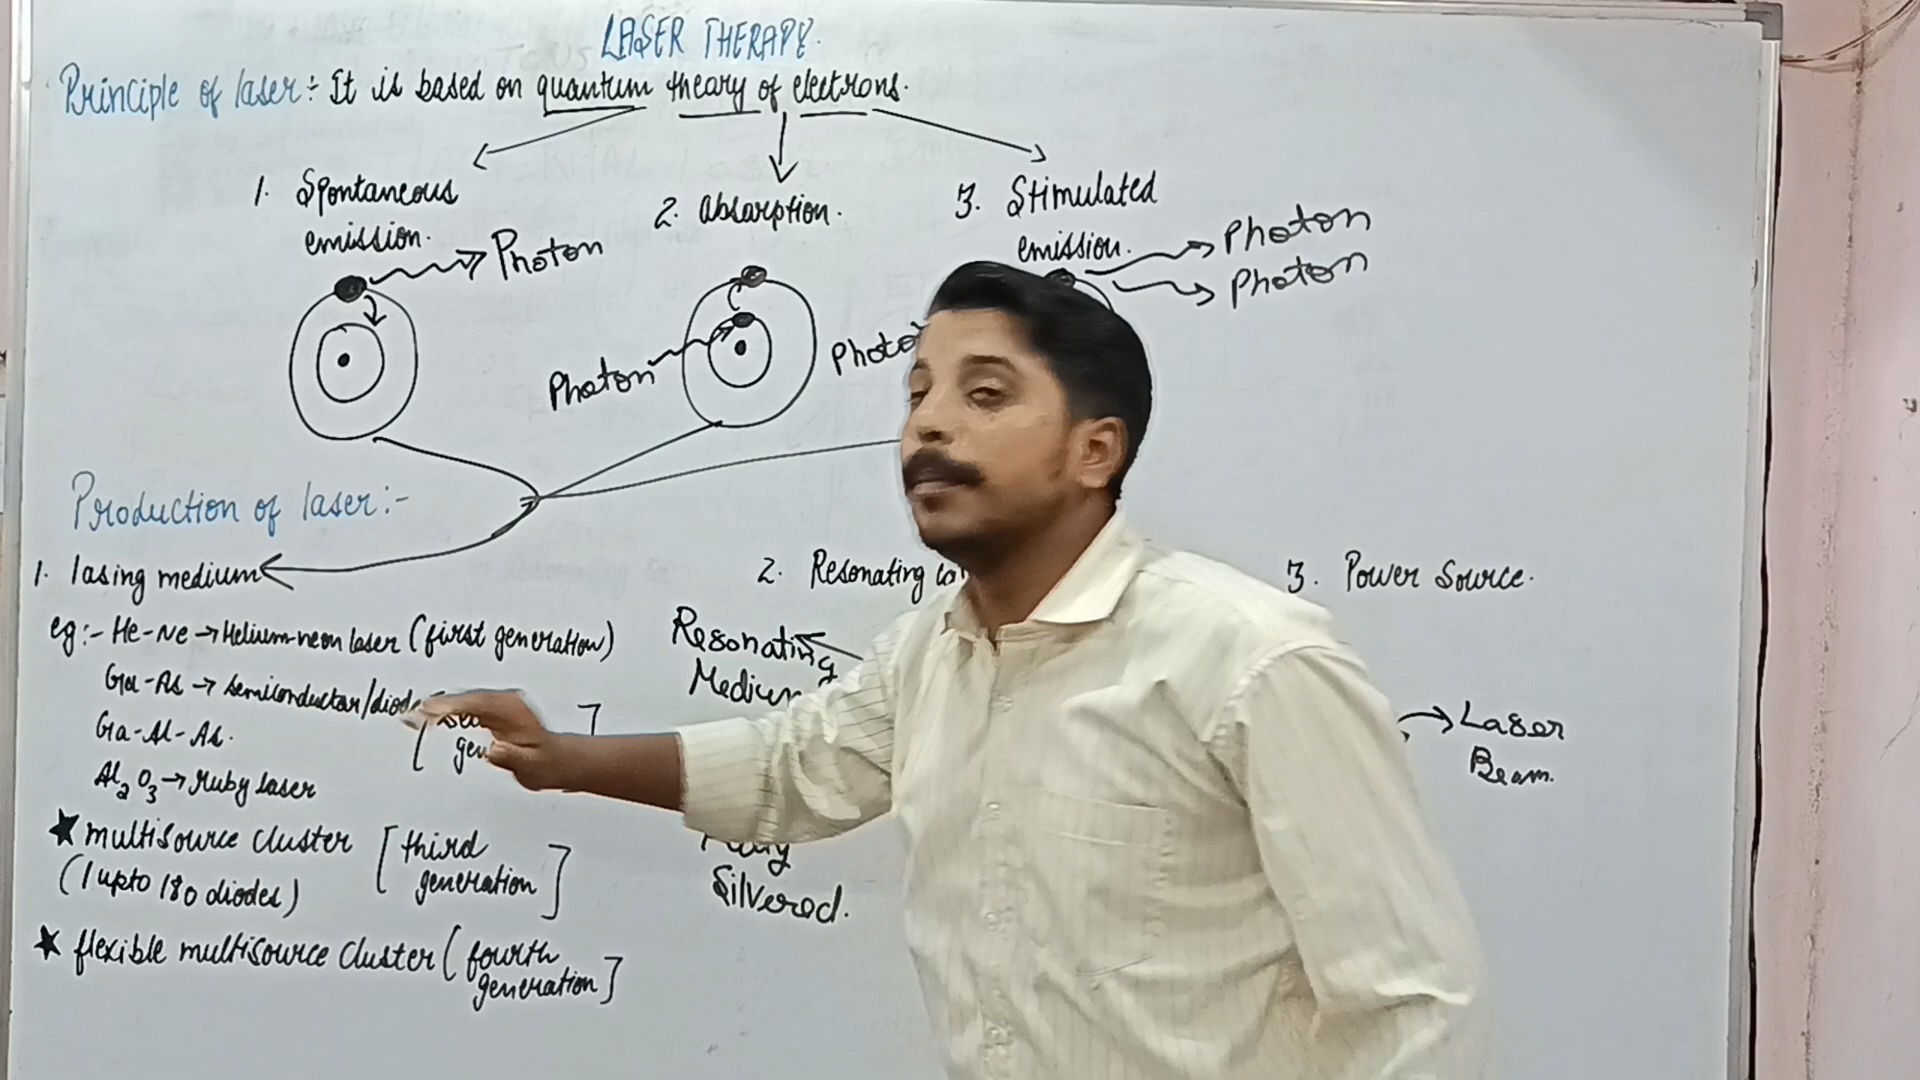 LASER THERAPY.
Principle of laser:- It is based on quantum theory of electrons.
1. Spontaneous
emission.
Photon
2. Absorption.
Photon
3. Stimulated
emission.
Photon
Photon
Production of laser:-
1. lasing medium
eg:- He-Ne → Helium-neon laser (first generation)
Ga-As → semiconductor/diode
Ga-Al-As.
Al2O3 → Ruby laser
★ multisource cluster [third
generation]
(1 upto 180 diodes)
★ flexible multisource cluster (fourth
generation]
2. Resonating
Resonating
Medium
Silvered.
3. Power Source.
Laser
Beam.